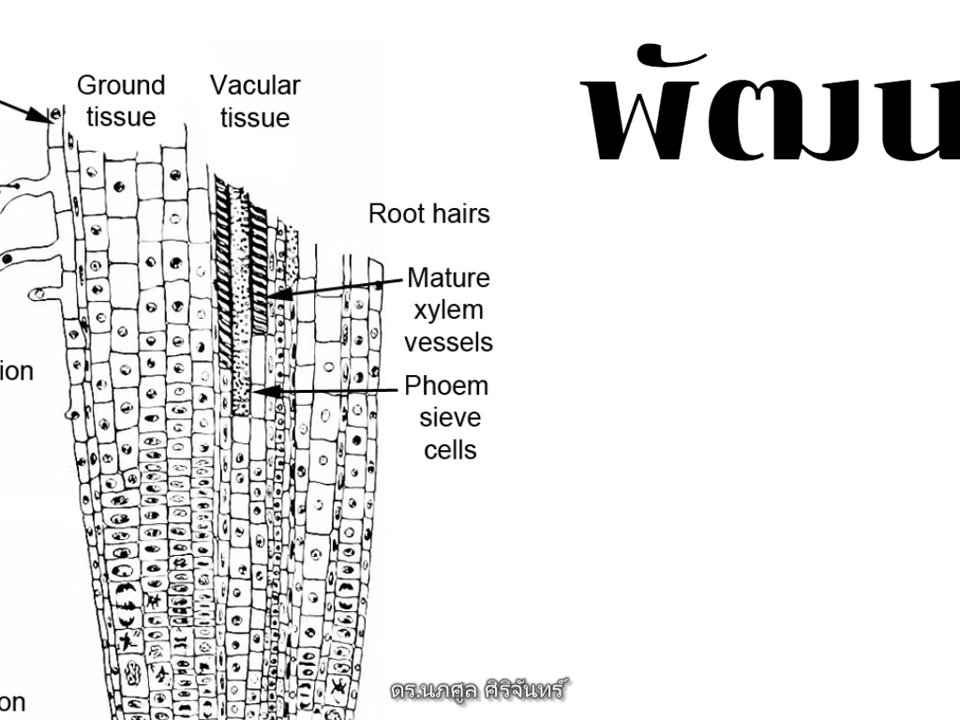 Ground
tissue
Vacular
tissue
พัฒน
Root hairs
Mature
xylem
vessels
ion
Phoem
sieve
cells
ดร.นภศูล ศิริจันทร์
on